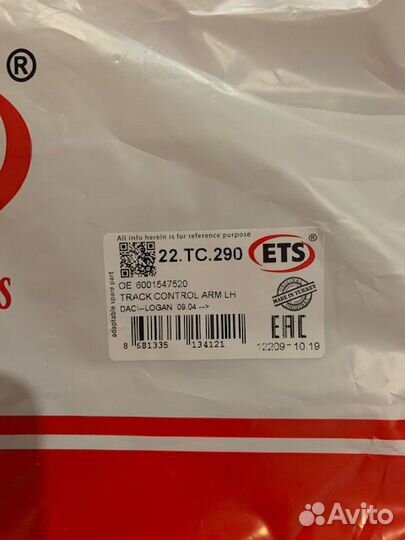 ®
s
All info herein is for reference purpose
22.TC.290
ETS®
adaptable spare part
OE 6001547520
TRACK CONTROL ARM LH
DACI--LOGAN 09.04 -->
MADE IN TURKEY
EAC
8 681335 134121
12209 - 10.19
Avito